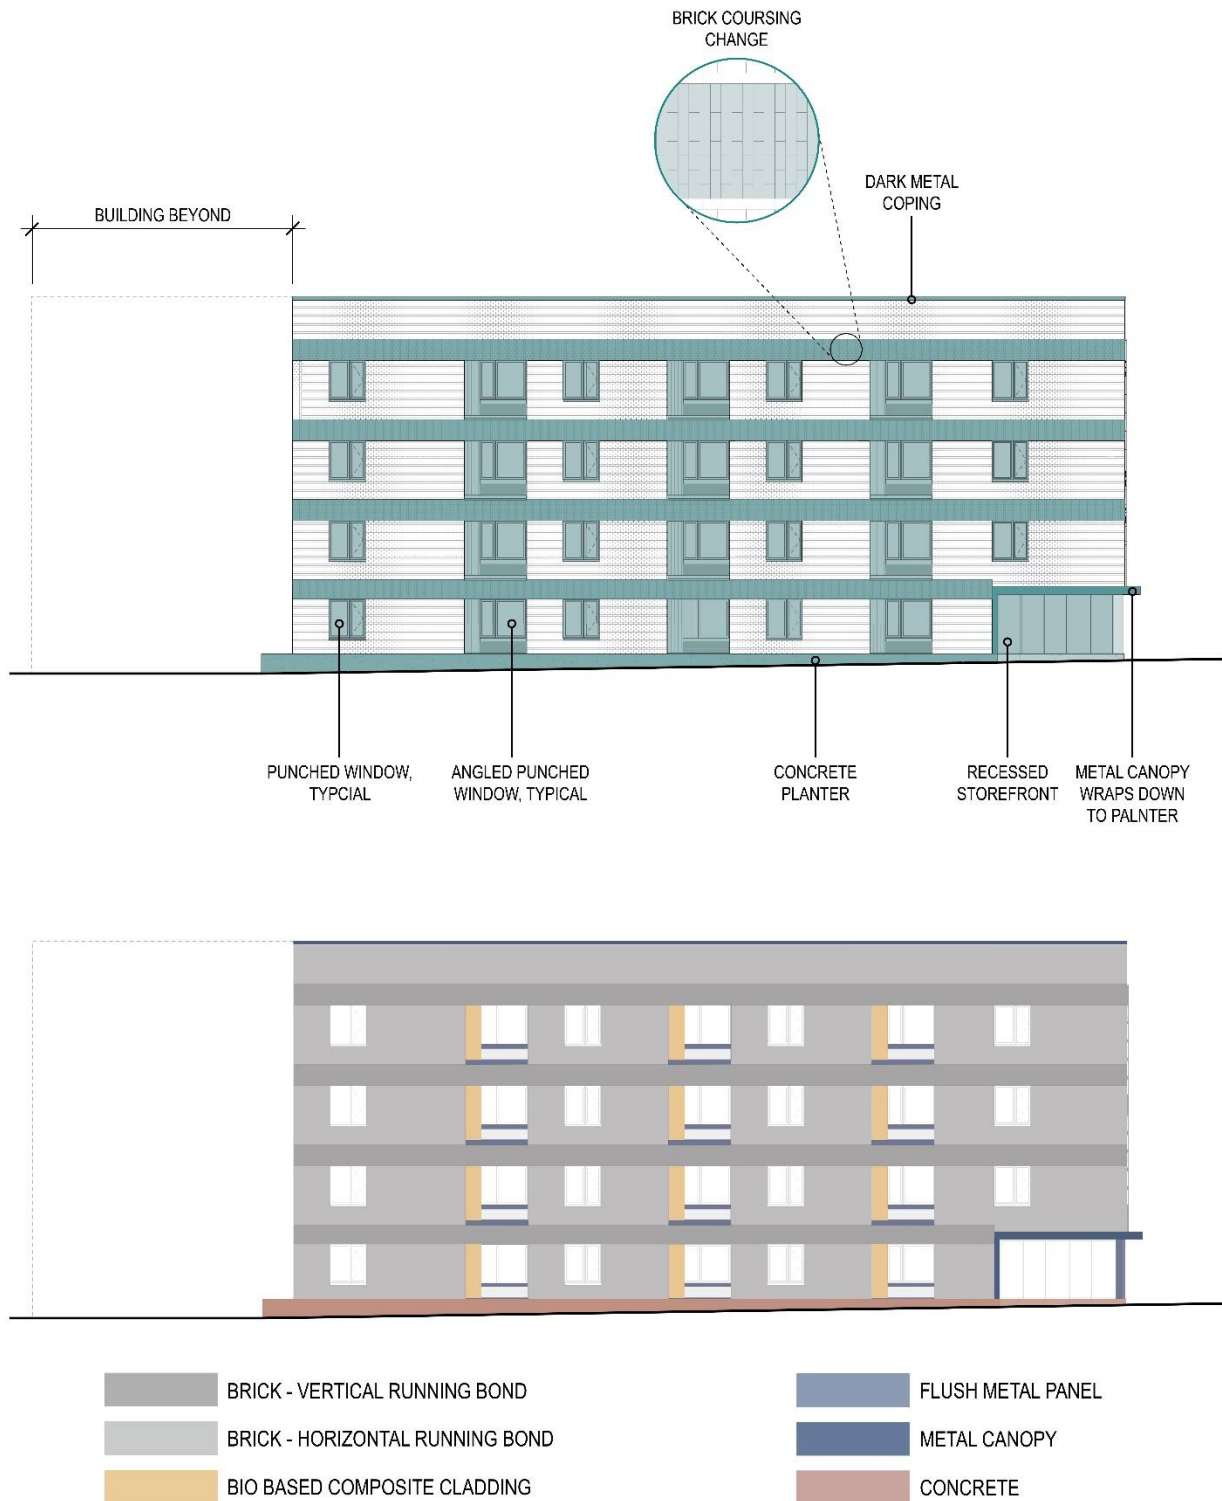 BRICK COURSING
CHANGE
DARK METAL
COPING
BUILDING BEYOND
PUNCHED WINDOW,
TYPCIAL
ANGLED PUNCHED
WINDOW, TYPICAL
CONCRETE
PLANTER
RECESSED
STOREFRONT
METAL CANOPY
WRAPS DOWN
TO PALNTER
BRICK - VERTICAL RUNNING BOND
BRICK - HORIZONTAL RUNNING BOND
BIO BASED COMPOSITE CLADDING
FLUSH METAL PANEL
METAL CANOPY
CONCRETE